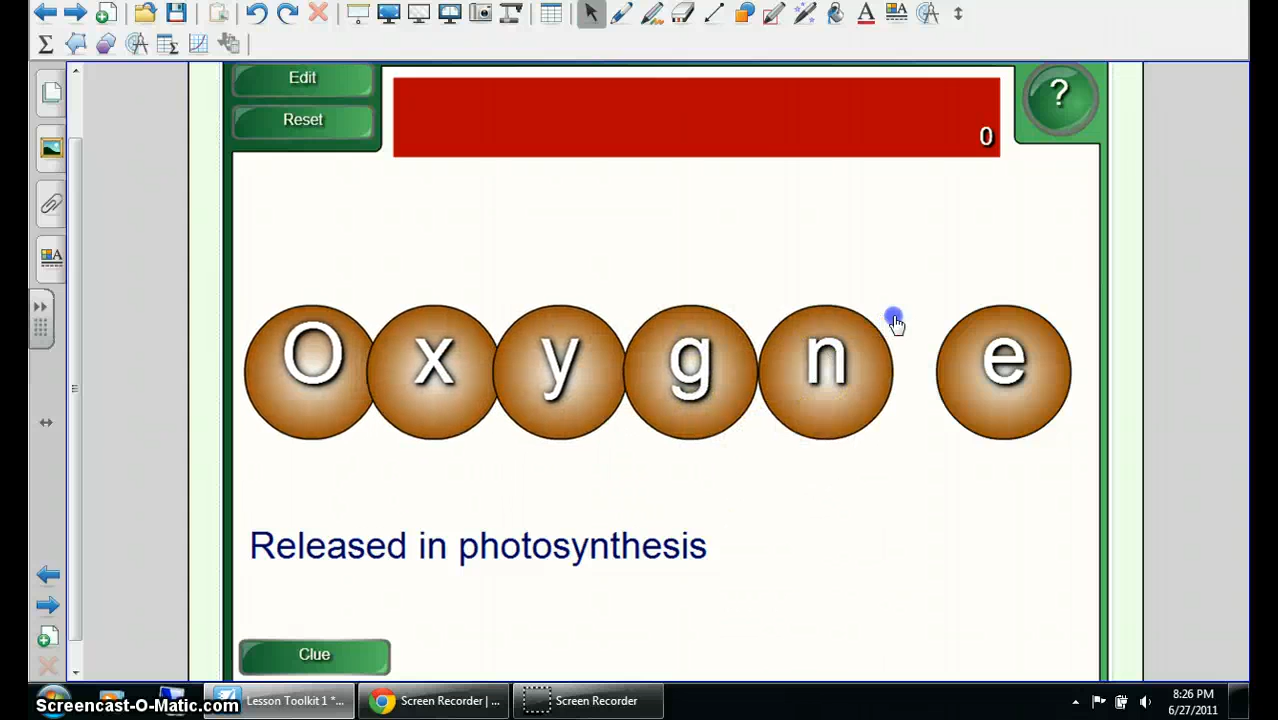 Edit
Reset
0
?
O x y g n e
Released in photosynthesis
Clue
Lesson Toolkit 1 *...
Screen Recorder | ...
Screen Recorder
8:26 PM
6/27/2011
Screencast-O-Matic.com